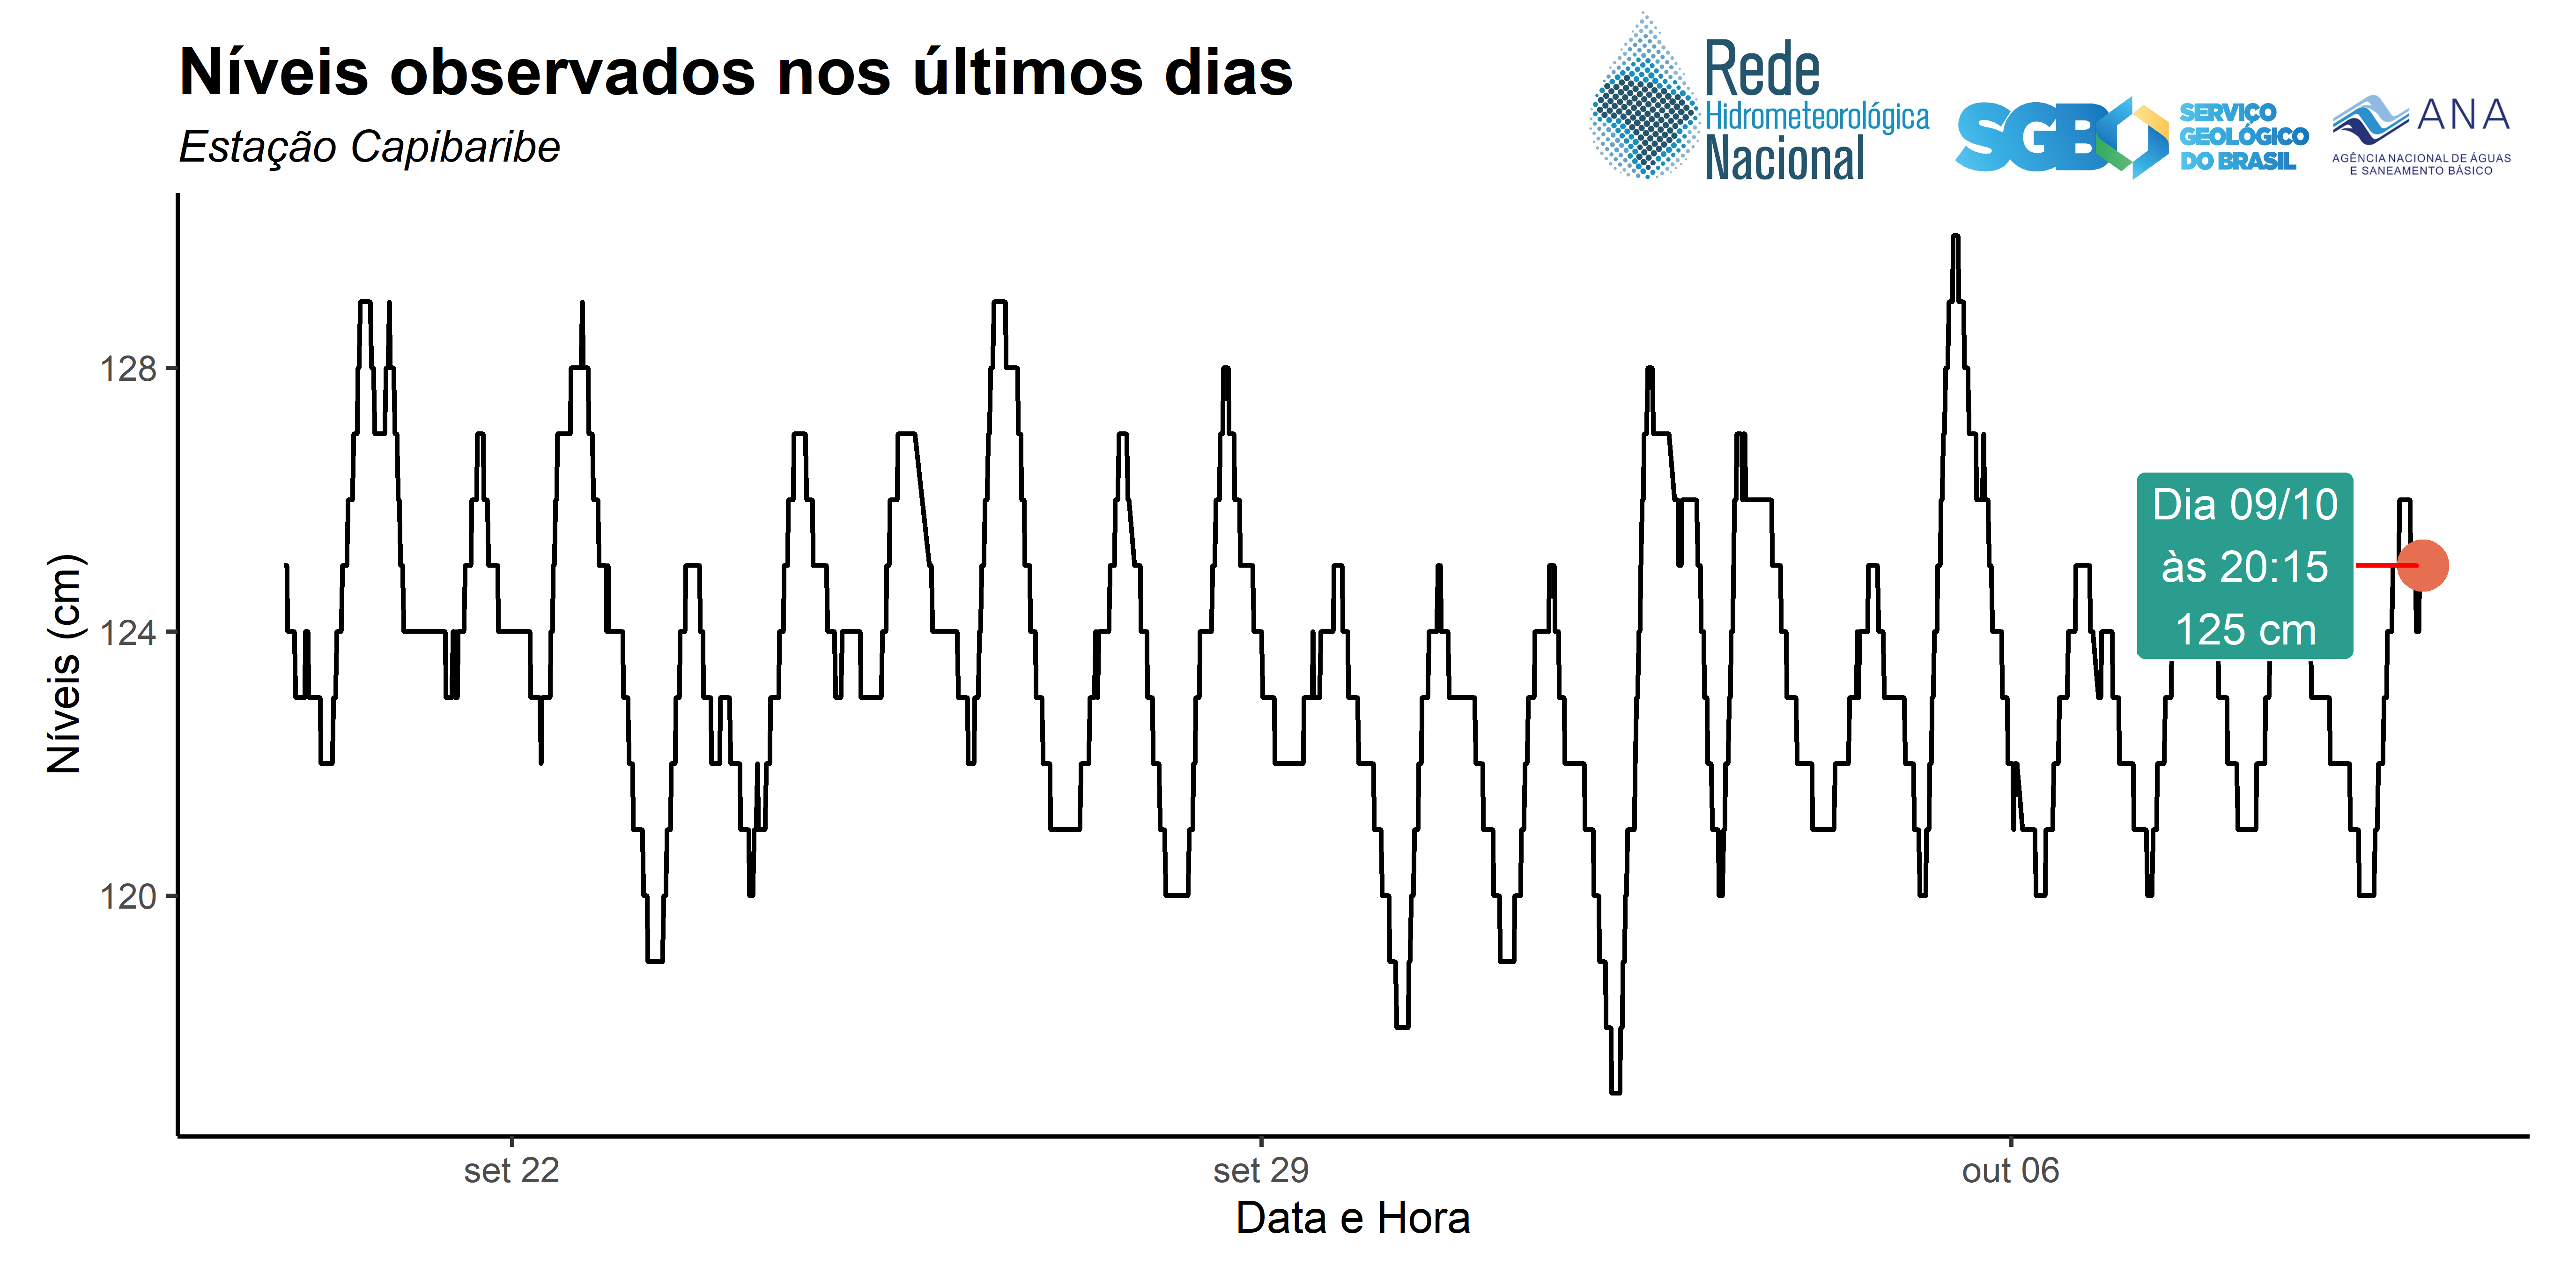 Níveis observados nos últimos dias
Estação Capibaribe
Rede
Hidrometeorológica
Nacional
SGB
SERVIÇO
GEOLÓGICO
DO BRASIL
ANA
AGÊNCIA NACIONAL DE ÁGUAS
E SANEAMENTO BÁSICO
Níveis (cm)
128
124
120
Dia 09/10
às 20:15
125 cm
set 22
set 29
out 06
Data e Hora